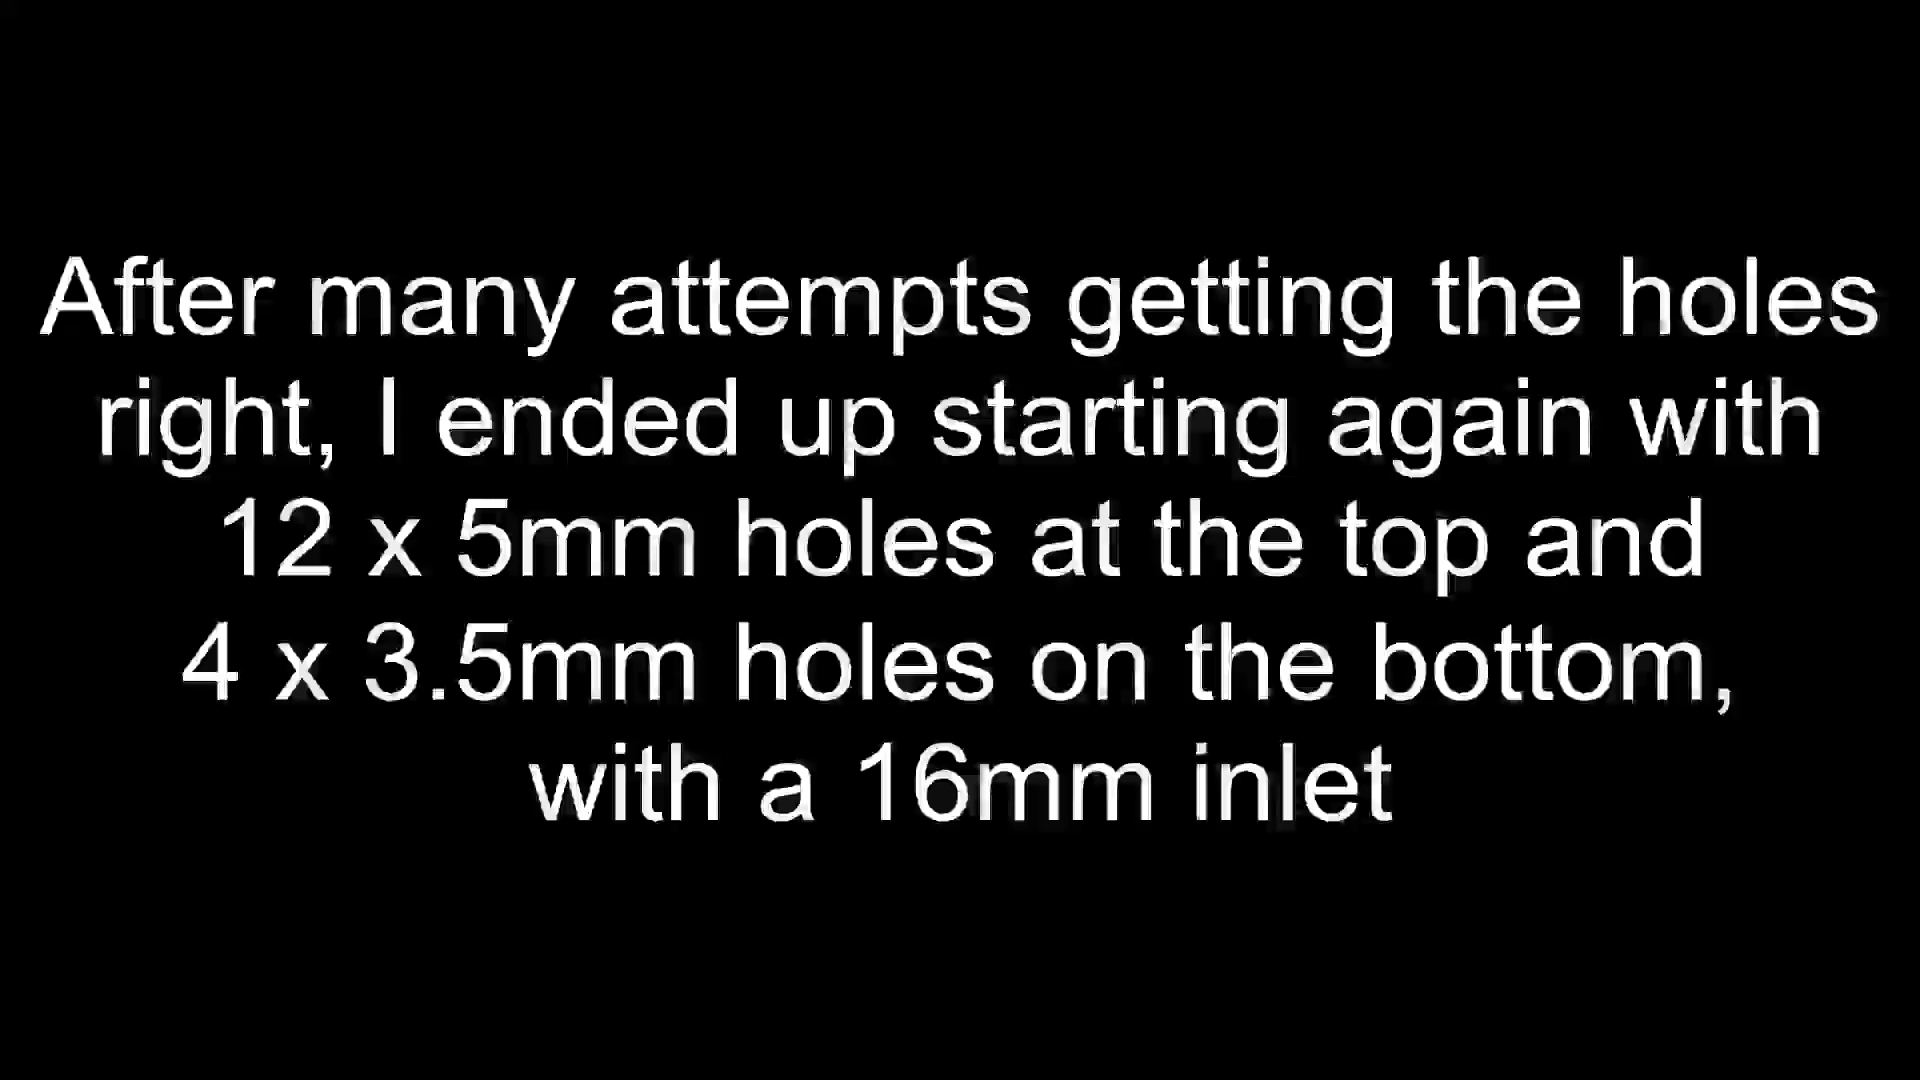 After many attempts getting the holes
right, I ended up starting again with
12 x 5mm holes at the top and
4 x 3.5mm holes on the bottom,
with a 16mm inlet